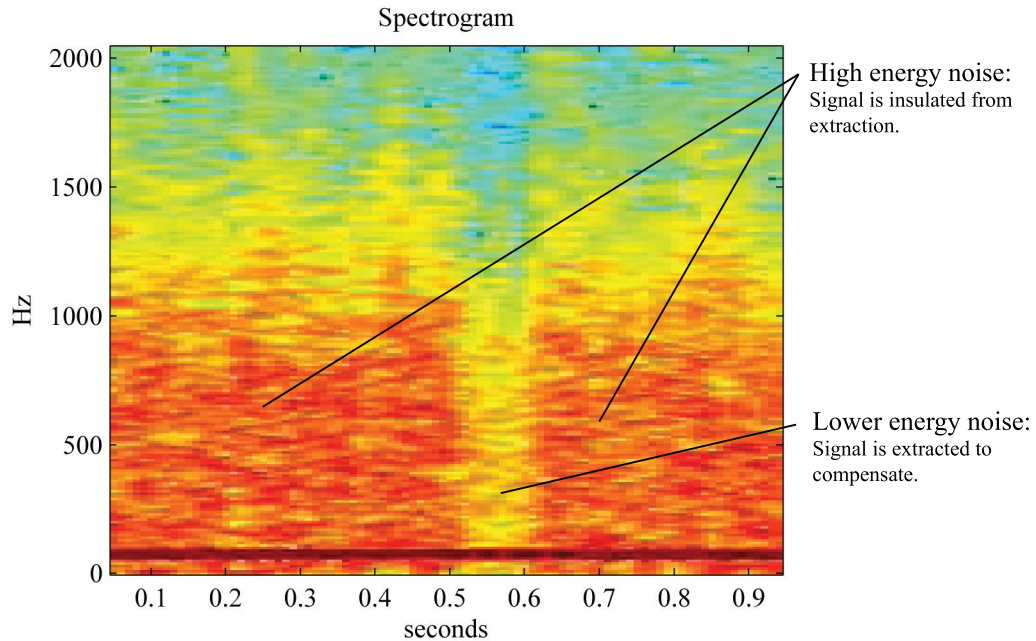 Spectrogram
2000
1500
1000
500
0
Hz
0.1 0.2 0.3 0.4 0.5 0.6 0.7 0.8 0.9
seconds
High energy noise:
Signal is insulated from
extraction.
Lower energy noise:
Signal is extracted to
compensate.